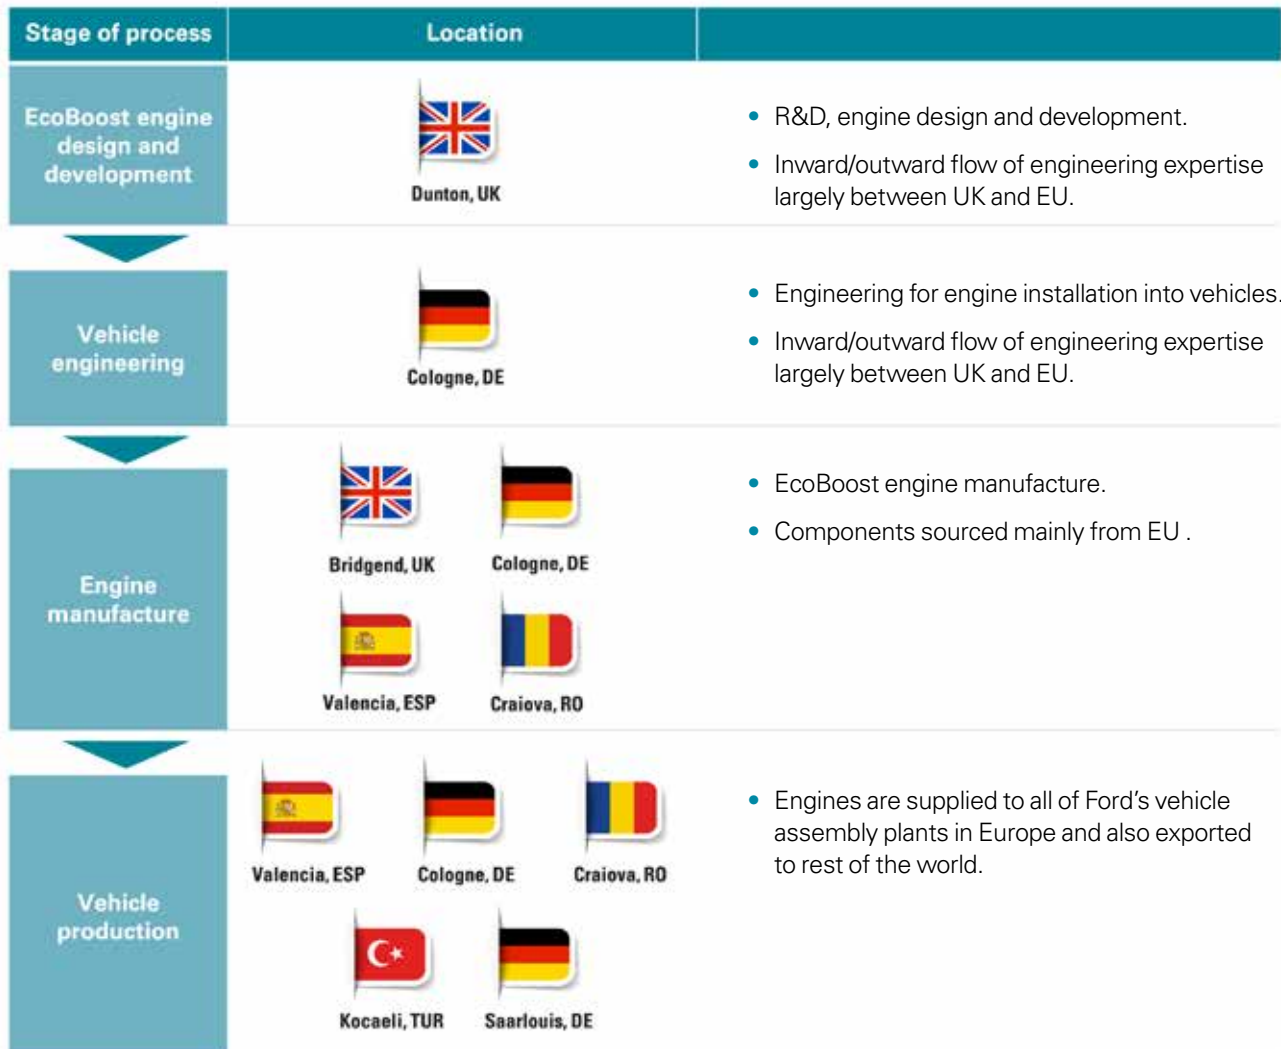 Stage of process
Location
EcoBoost engine
design and
development
Dunton, UK
• R&D, engine design and development.
• Inward/outward flow of engineering expertise
largely between UK and EU.
Vehicle
engineering
Cologne, DE
• Engineering for engine installation into vehicles.
• Inward/outward flow of engineering expertise
largely between UK and EU.
Engine
manufacture
Bridgend, UK
Cologne, DE
Valencia, ESP
Craiova, RO
• EcoBoost engine manufacture.
• Components sourced mainly from EU .
Vehicle
production
Valencia, ESP
Cologne, DE
Craiova, RO
Kocaeli, TUR
Saarlouis, DE
• Engines are supplied to all of Ford’s vehicle
assembly plants in Europe and also exported
to rest of the world.